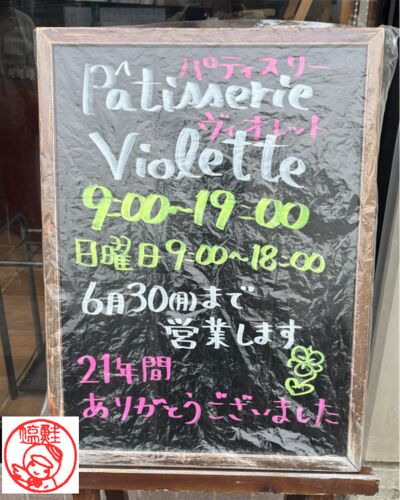 パティスリー
Pâtisserie
ヴィオレット
Violette
9:00〜19:00
日曜日9:00〜18:00
6月30(月)まで
営業します
21年間
ありがとうございました
塩鮭